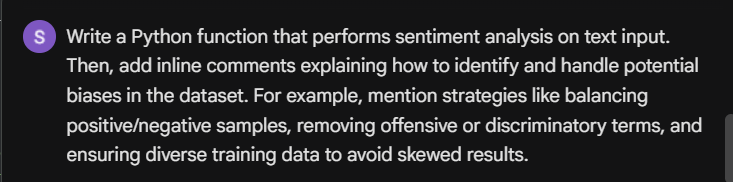 S
Write a Python function that performs sentiment analysis on text input.
Then, add inline comments explaining how to identify and handle potential
biases in the dataset. For example, mention strategies like balancing
positive/negative samples, removing offensive or discriminatory terms, and
ensuring diverse training data to avoid skewed results.